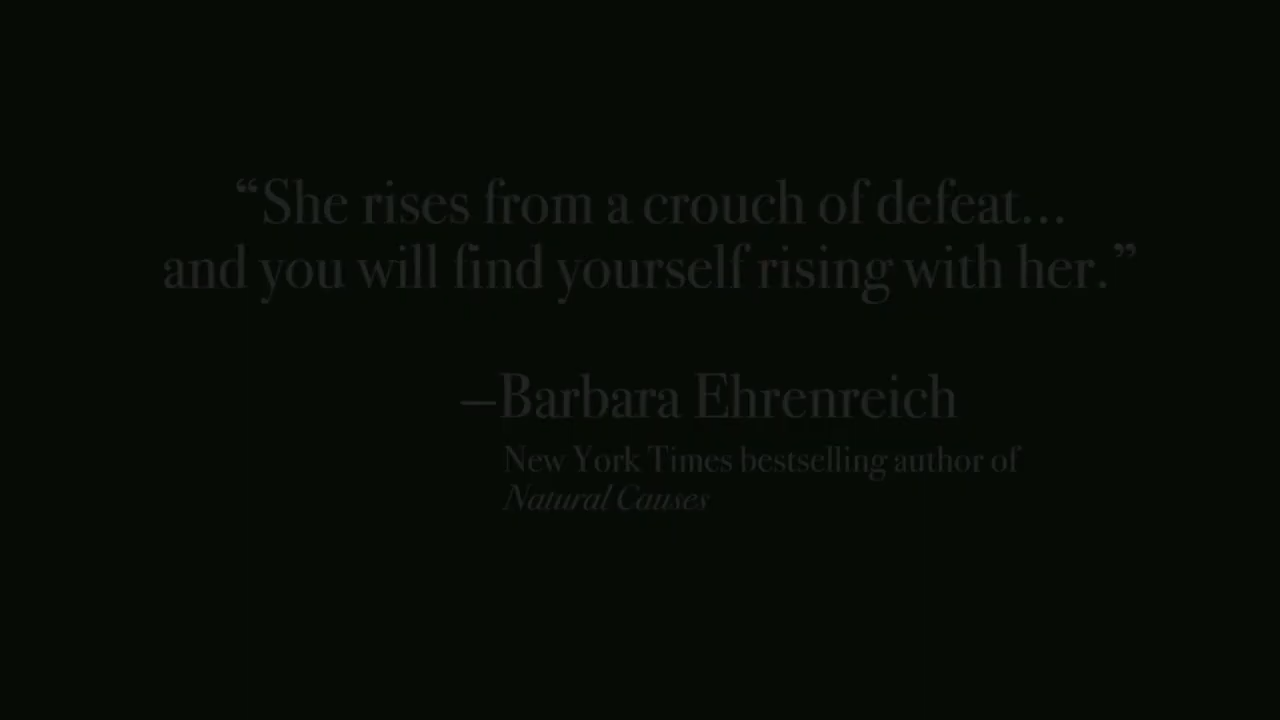 “She rises from a crouch of defeat...
and you will find yourself rising with her.”
—Barbara Ehrenreich
New York Times bestselling author of
Natural Causes